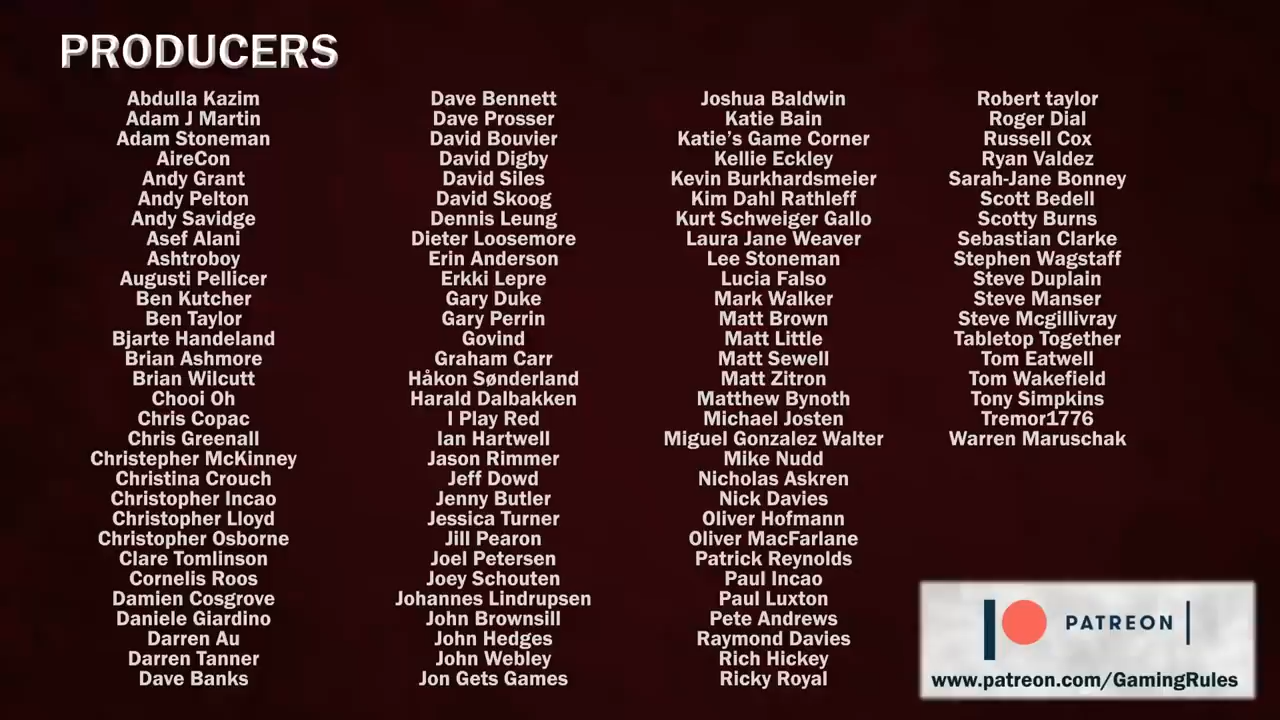 PRODUCERS
Abdulla Kazim
Adam J Martin
Adam Stoneman
AireCon
Andy Grant
Andy Pelton
Andy Savidge
Asef Alani
Ashtroboy
Augusti Pellicer
Ben Kutcher
Ben Taylor
Bjarte Handeland
Brian Ashmore
Brian Wilcutt
Chooi Oh
Chris Copac
Chris Greenall
Christepher McKinney
Christina Crouch
Christopher Incao
Christopher Lloyd
Christopher Osborne
Clare Tomlinson
Cornelis Roos
Damien Cosgrove
Daniele Giardino
Darren Au
Darren Tanner
Dave Banks
Dave Bennett
Dave Prosser
David Bouvier
David Digby
David Siles
David Skoog
Dennis Leung
Dieter Loosemore
Erin Anderson
Erkki Lepre
Gary Duke
Gary Perrin
Govind
Graham Carr
Håkon Sønderland
Harald Dalbakken
I Play Red
Ian Hartwell
Jason Rimmer
Jeff Dowd
Jenny Butler
Jessica Turner
Jill Pearon
Joel Petersen
Joey Schouten
Johannes Lindrupsen
John Brownsill
John Hedges
John Webley
Jon Gets Games
Joshua Baldwin
Katie Bain
Katie’s Game Corner
Kellie Eckley
Kevin Burkhardsmeier
Kim Dahl Rathleff
Kurt Schweiger Gallo
Laura Jane Weaver
Lee Stoneman
Lucia Falso
Mark Walker
Matt Brown
Matt Little
Matt Sewell
Matt Zitron
Matthew Bynoth
Michael Josten
Miguel Gonzalez Walter
Mike Nudd
Nicholas Askren
Nick Davies
Oliver Hofmann
Oliver MacFarlane
Patrick Reynolds
Paul Incao
Paul Luxton
Pete Andrews
Raymond Davies
Rich Hickey
Ricky Royal
Robert taylor
Roger Dial
Russell Cox
Ryan Valdez
Sarah-Jane Bonney
Scott Bedell
Scotty Burns
Sebastian Clarke
Stephen Wagstaff
Steve Duplain
Steve Manser
Steve Mcgillivray
Tabletop Together
Tom Eatwell
Tom Wakefield
Tony Simpkins
Tremor1776
Warren Maruschak
PATREON
www.patreon.com/GamingRules